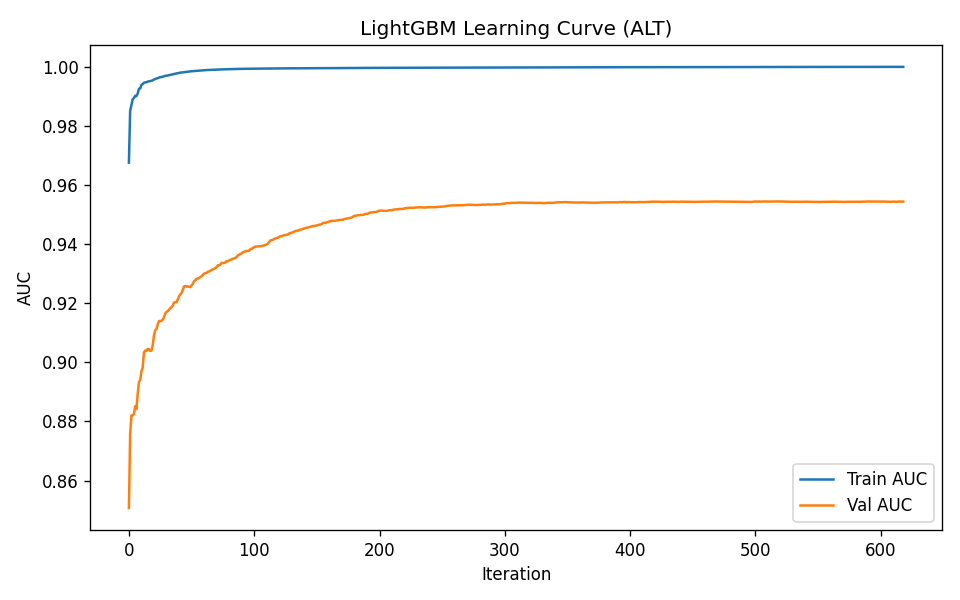 LightGBM Learning Curve (ALT)
1.00
0.98
0.96
0.94
0.92
0.90
0.88
0.86
AUC
0 100 200 300 400 500 600
Iteration
Train AUC
Val AUC